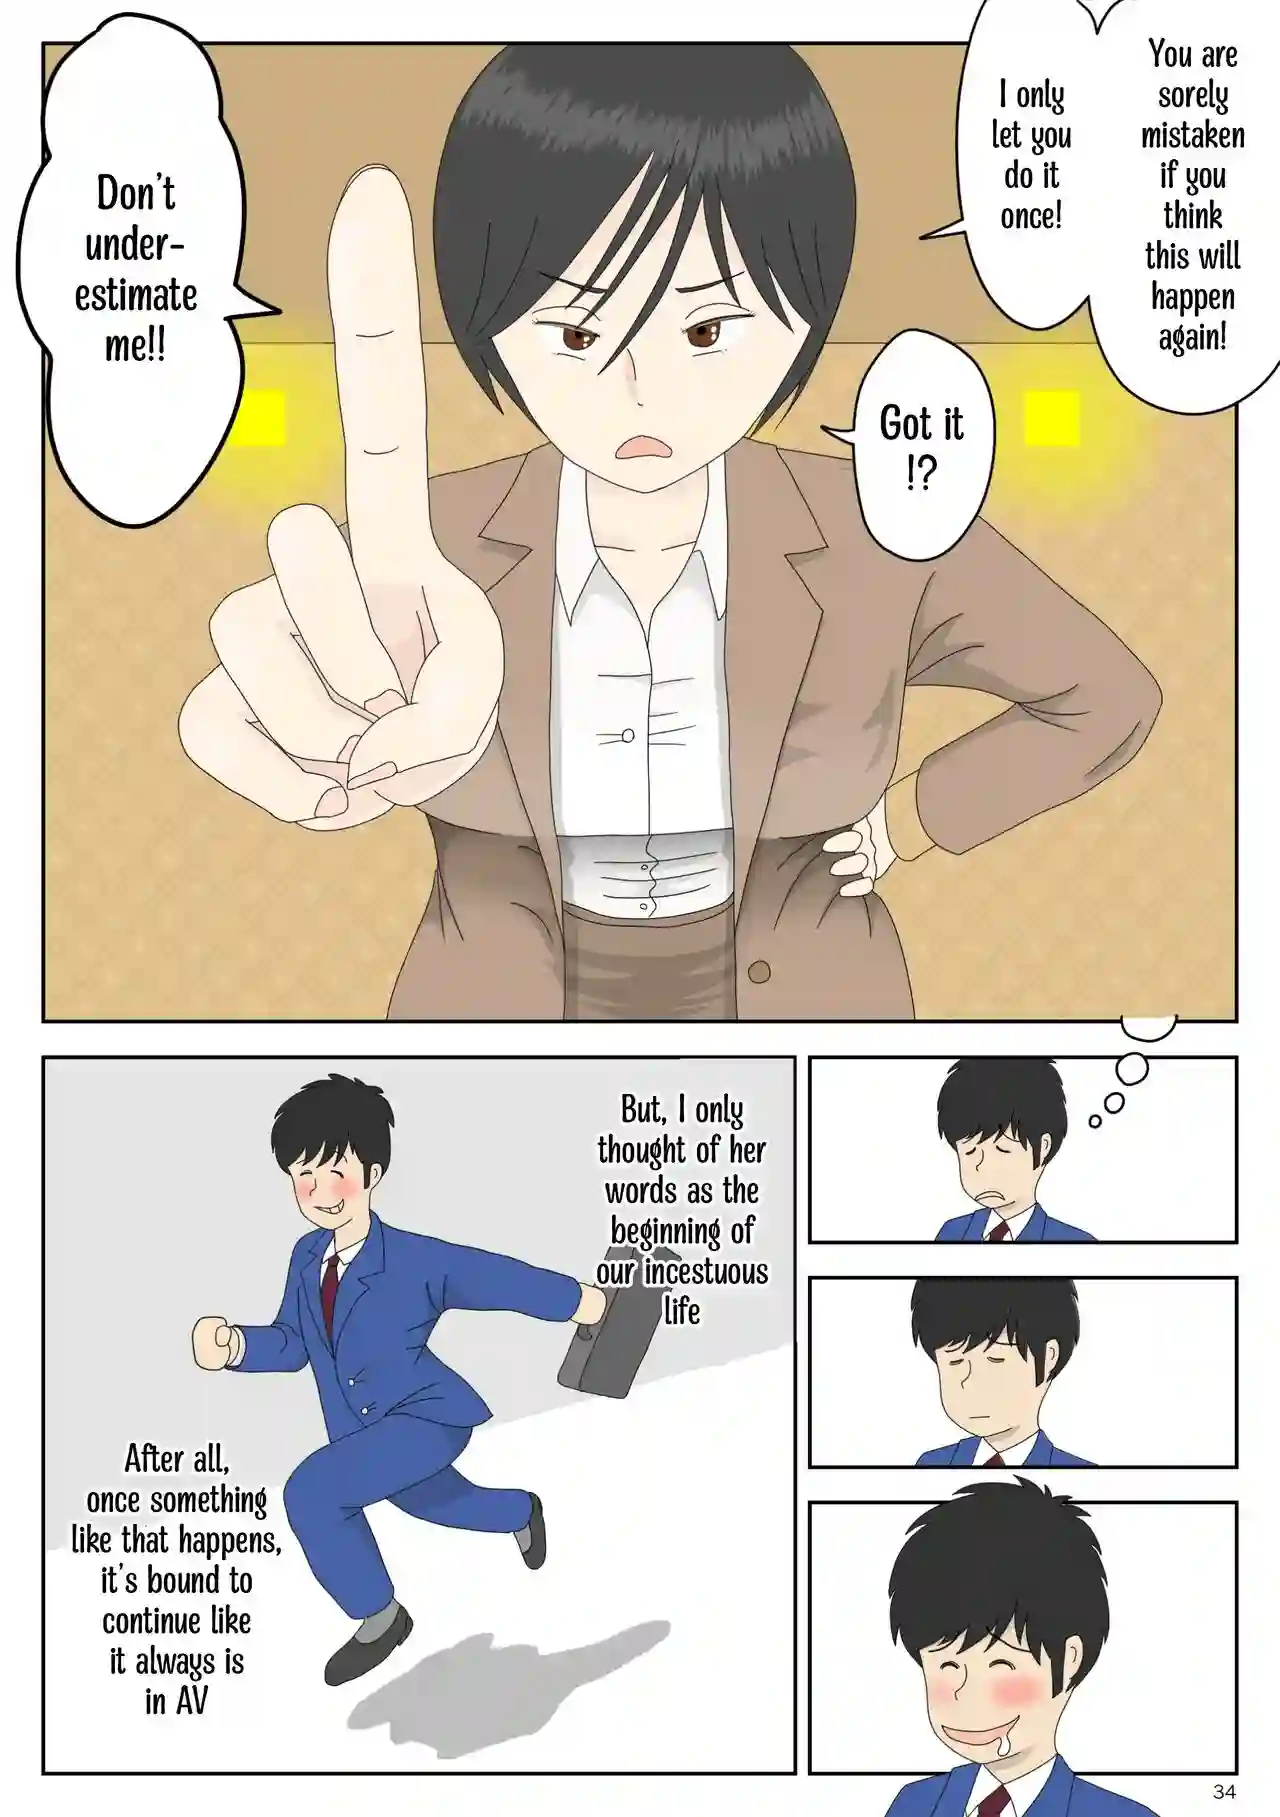 You are
sorely
mistaken
if you
think
this will
happen
again!
I only
let you
do it
once!
Got it
!?
Don't
under-
estimate
me!!
But, I only
thought of her
words as the
beginning of
our incestuous
life
After all,
once something
like that happens,
it's bound to
continue like
it always is
in AV
34